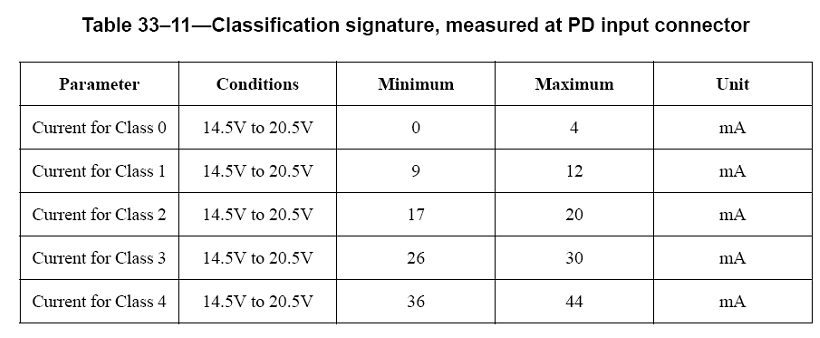 Table 33–11—Classification signature, measured at PD input connector
Parameter Conditions Minimum Maximum Unit
Current for Class 0 14.5V to 20.5V 0 4 mA
Current for Class 1 14.5V to 20.5V 9 12 mA
Current for Class 2 14.5V to 20.5V 17 20 mA
Current for Class 3 14.5V to 20.5V 26 30 mA
Current for Class 4 14.5V to 20.5V 36 44 mA